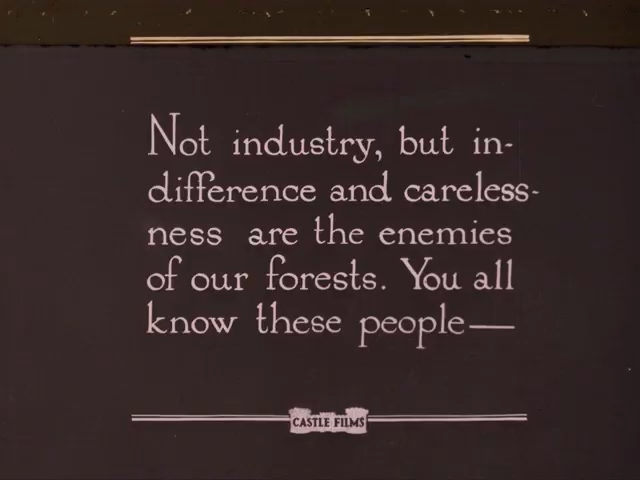 Not industry, but in-
difference and careless-
ness are the enemies
of our forests. You all
know these people—
CASTLE FILMS